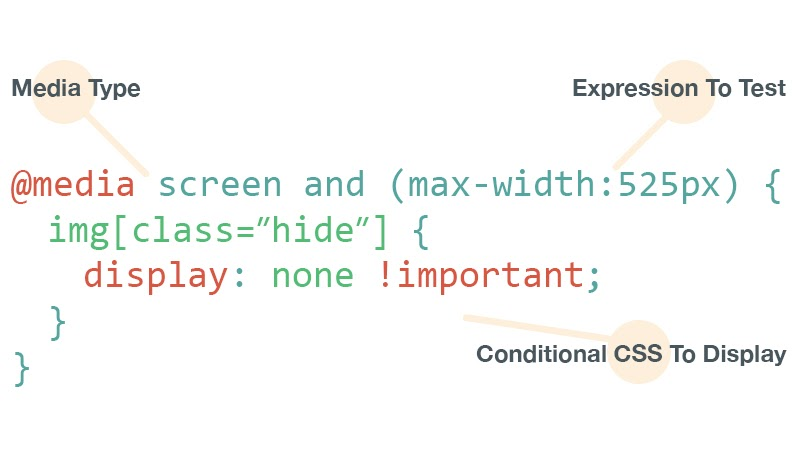 Media Type
Expression To Test
@media screen and (max-width:525px) {
img[class=”hide”] {
display: none !important;
}
Conditional CSS To Display
}